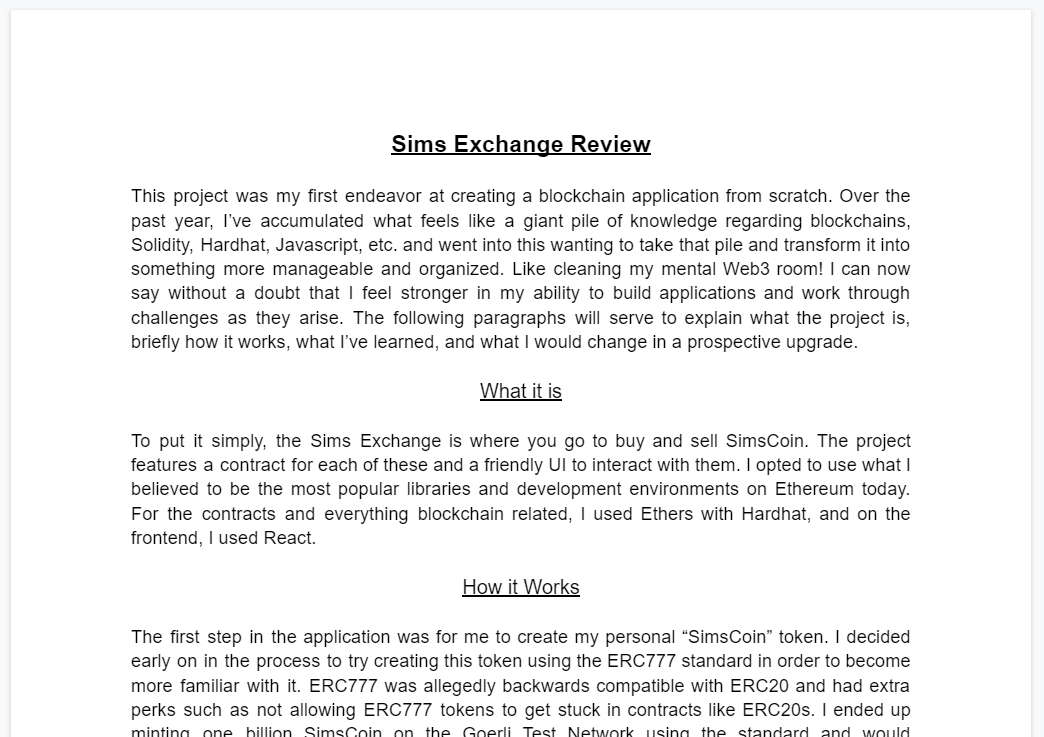 Sims Exchange Review
This project was my first endeavor at creating a blockchain application from scratch. Over the
past year, I’ve accumulated what feels like a giant pile of knowledge regarding blockchains,
Solidity, Hardhat, Javascript, etc. and went into this wanting to take that pile and transform it into
something more manageable and organized. Like cleaning my mental Web3 room! I can now
say without a doubt that I feel stronger in my ability to build applications and work through
challenges as they arise. The following paragraphs will serve to explain what the project is,
briefly how it works, what I’ve learned, and what I would change in a prospective upgrade.
What it is
To put it simply, the Sims Exchange is where you go to buy and sell SimsCoin. The project
features a contract for each of these and a friendly UI to interact with them. I opted to use what I
believed to be the most popular libraries and development environments on Ethereum today.
For the contracts and everything blockchain related, I used Ethers with Hardhat, and on the
frontend, I used React.
How it Works
The first step in the application was for me to create my personal “SimsCoin” token. I decided
early on in the process to try creating this token using the ERC777 standard in order to become
more familiar with it. ERC777 was allegedly backwards compatible with ERC20 and had extra
perks such as not allowing ERC777 tokens to get stuck in contracts like ERC20s. I ended up
minting one billion SimsCoin on the Goerli Test Network using the standard and would